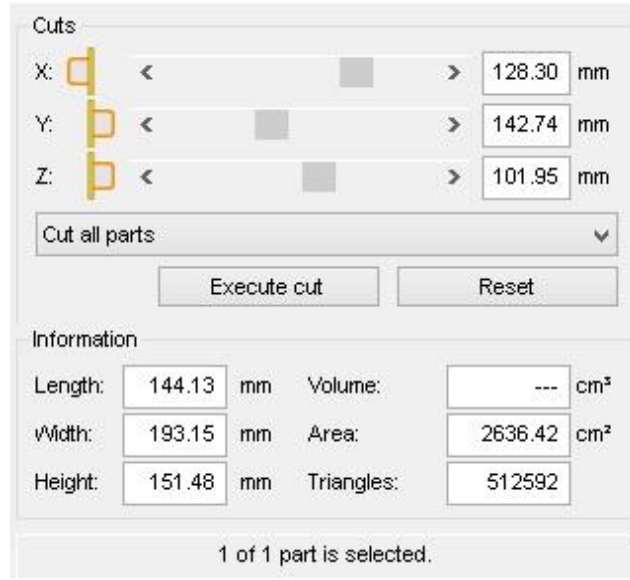 Cuts
X: < > 128.30 mm
Y: < > 142.74 mm
Z: < > 101.95 mm
Cut all parts
Execute cut Reset
Information
Length: 144.13 mm Volume: --- cm³
Width: 193.15 mm Area: 2636.42 cm²
Height: 151.48 mm Triangles: 512592
1 of 1 part is selected.